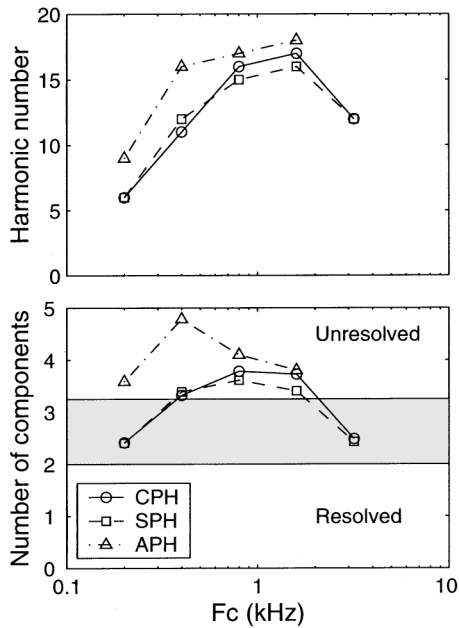 20
15
10
5
0
Harmonic number
5
4
3
2
1
0
Number of components
Unresolved
Resolved
CPH
SPH
APH
0.1
1
10
Fc (kHz)